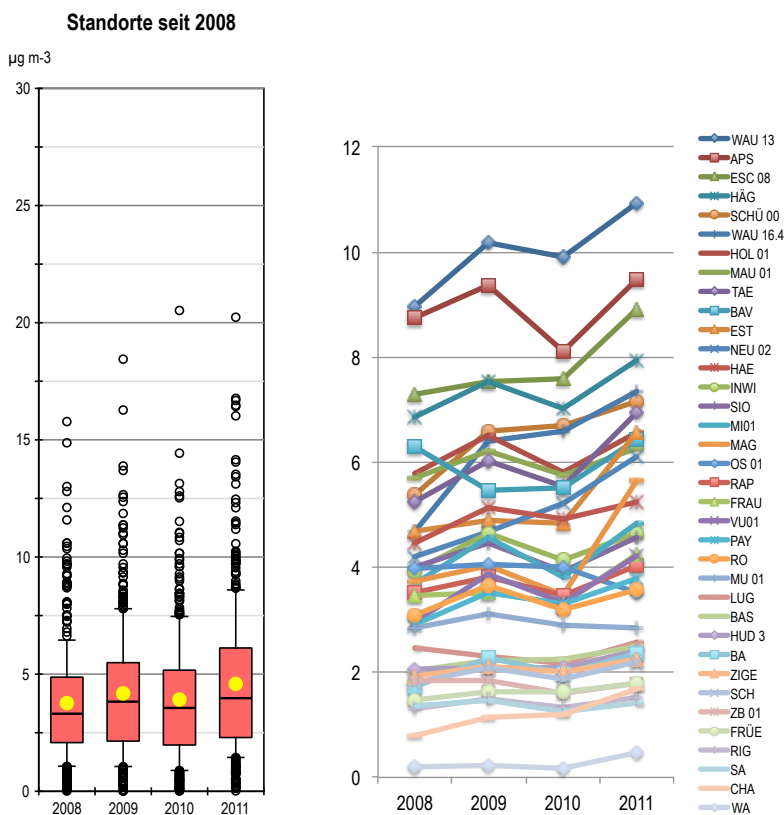 Standorte seit 2008
µg m-3
30
25
20
15
10
5
0
2008 2009 2010 2011
12
10
8
6
4
2
0
2008 2009 2010 2011
WAU 13
APS
ESC 08
HÄG
SCHÜ 00
WAU 16.4
HOL 01
MAU 01
TAE
BAV
EST
NEU 02
HAE
INWI
SIO
MI01
MAG
OS 01
RAP
FRAU
VU01
PAY
RO
MU 01
LUG
BAS
HUD 3
BA
ZIGE
SCH
ZB 01
FRÜE
RIG
SA
CHA
WA